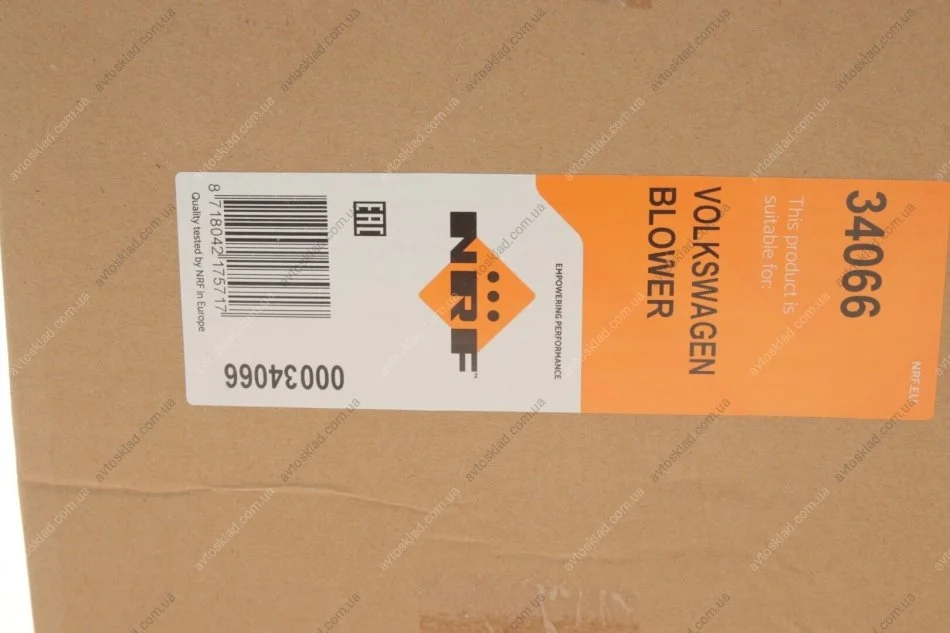 34066
This product is
suitable for:
VOLKSWAGEN
BLOWER
NRF.EU
NRF™
EMPOWERING PERFORMANCE
EAC
8 718042 175717
Quality tested by NRF in Europe
00034066
avtosklad.com.ua